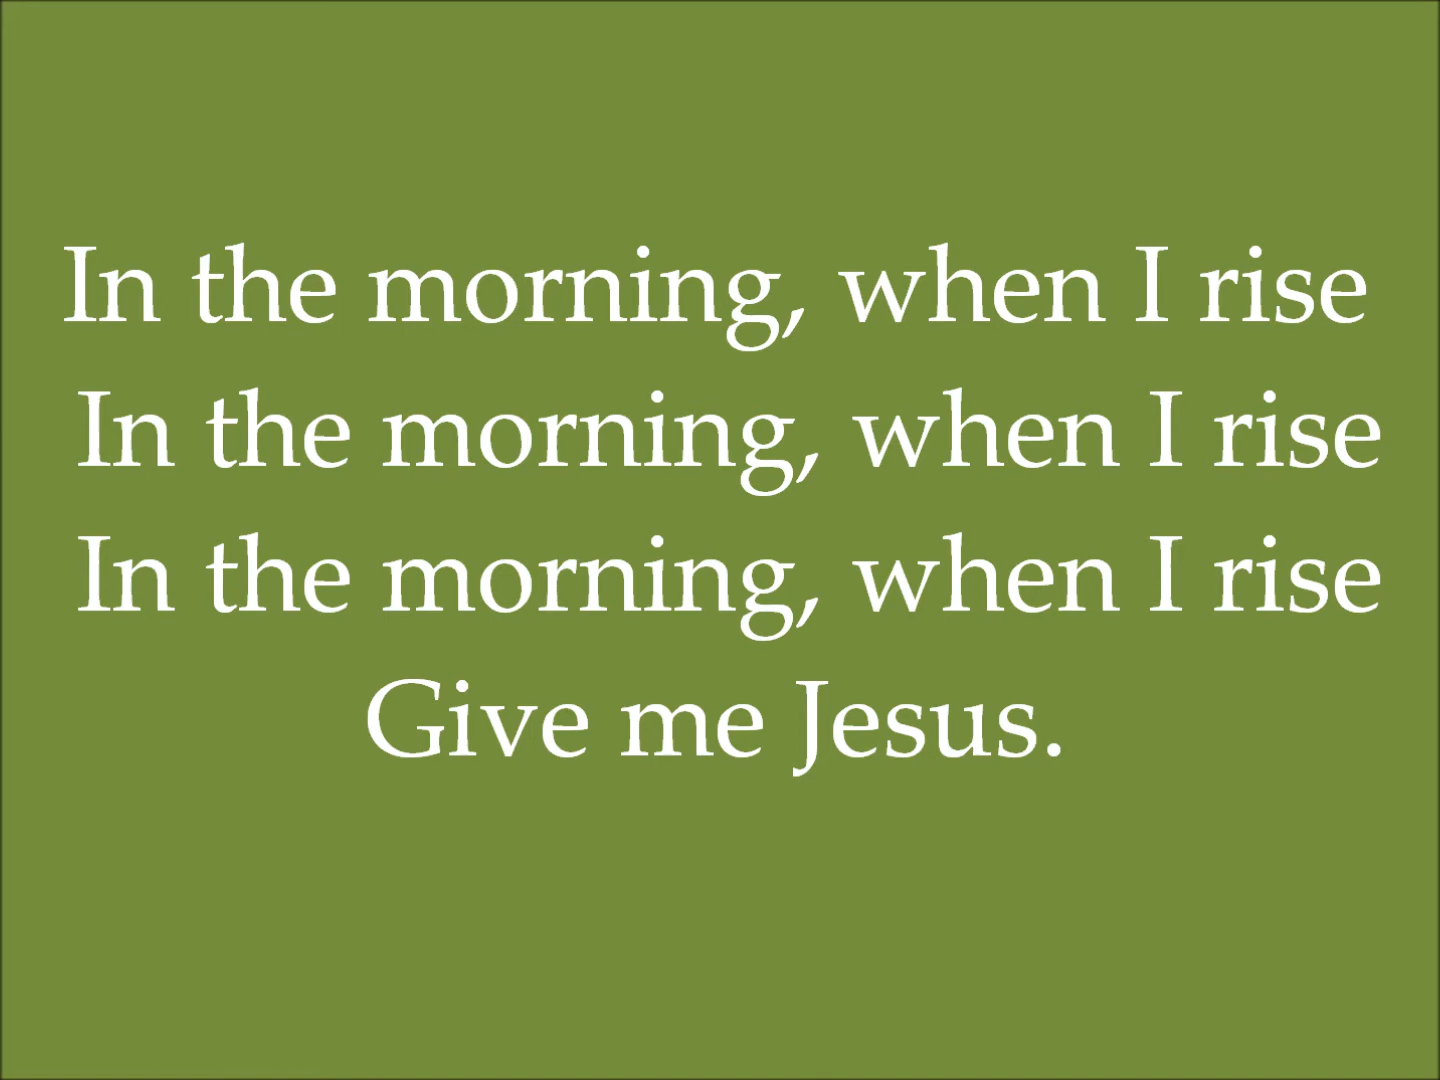 In the morning, when I rise
In the morning, when I rise
In the morning, when I rise
Give me Jesus.